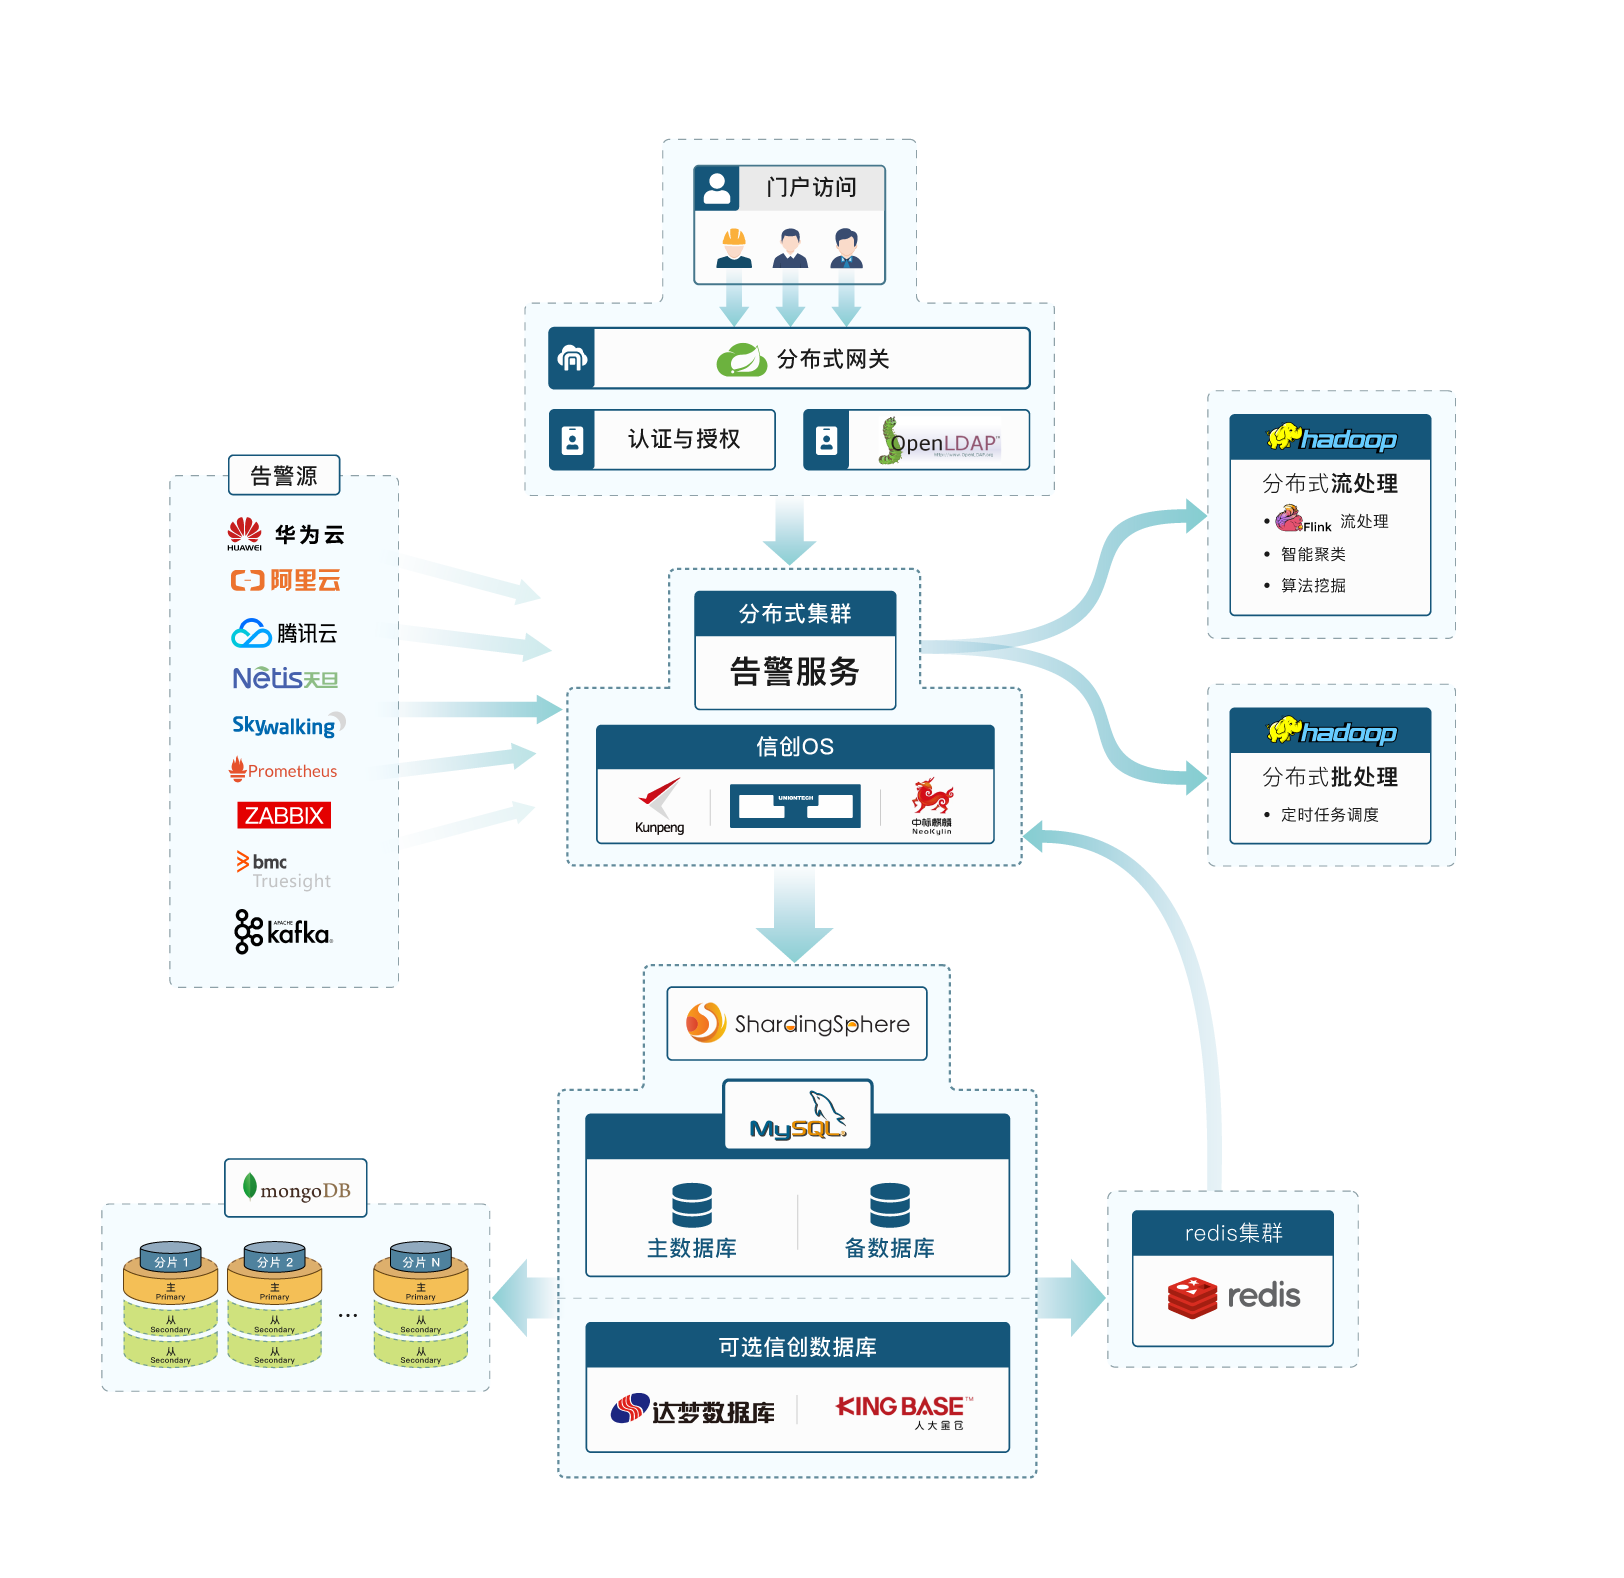 门户访问
分布式网关
认证与授权
OpenLDAP™
http://www.OpenLDAP.org
告警源
HUAWEI
华为云
阿里云
腾讯云
Netis天旦
Skywalking
Prometheus
ZABBIX
bmc
Truesight
APACHE
kafka®
分布式集群
告警服务
信创OS
Kunpeng
UNIONTECH
中标麒麟
NeoKylin
hadoop
分布式流处理
• Flink 流处理
• 智能聚类
• 算法挖掘
hadoop
分布式批处理
• 定时任务调度
ShardingSphere
MySQL
主数据库
备数据库
可选信创数据库
达梦数据库
KINGBASE™
人大金仓
mongoDB
分片 1
主
Primary
从
Secondary
从
Secondary
分片 2
主
Primary
从
Secondary
从
Secondary
...
分片 N
主
Primary
从
Secondary
从
Secondary
redis集群
redis